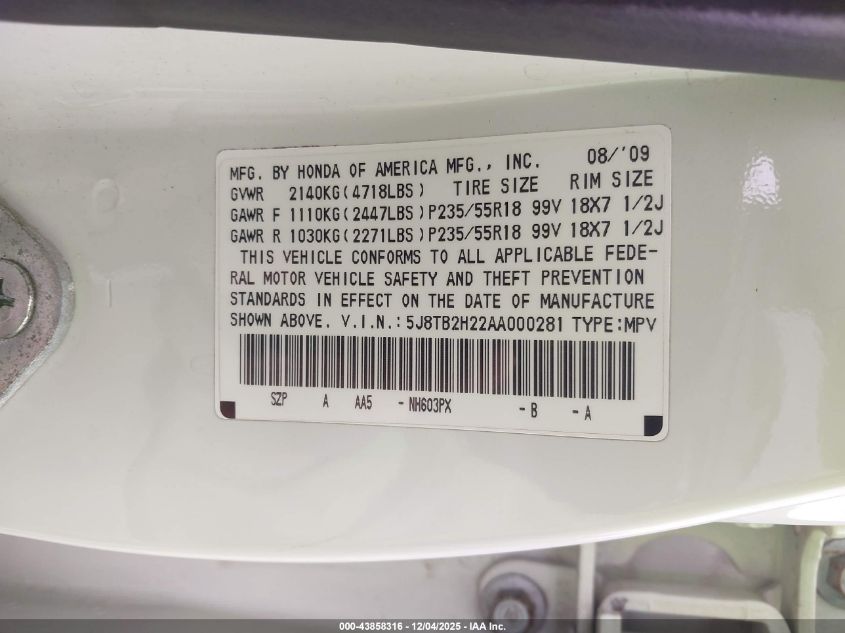 MFG. BY HONDA OF AMERICA MFG., INC. 08/'09
GVWR 2140KG(4718LBS) TIRE SIZE RIM SIZE
GAWR F 1110KG(2447LBS)P235/55R18 99V 18X7 1/2J
GAWR R 1030KG(2271LBS)P235/55R18 99V 18X7 1/2J
THIS VEHICLE CONFORMS TO ALL APPLICABLE FEDE-
RAL MOTOR VEHICLE SAFETY AND THEFT PREVENTION
STANDARDS IN EFFECT ON THE DATE OF MANUFACTURE
SHOWN ABOVE. V.I.N.:5J8TB2H22AA000281 TYPE:MPV
SZP A AA5 -NH603PX -B -A
000-43858316 - 12/04/2025 - IAA Inc.